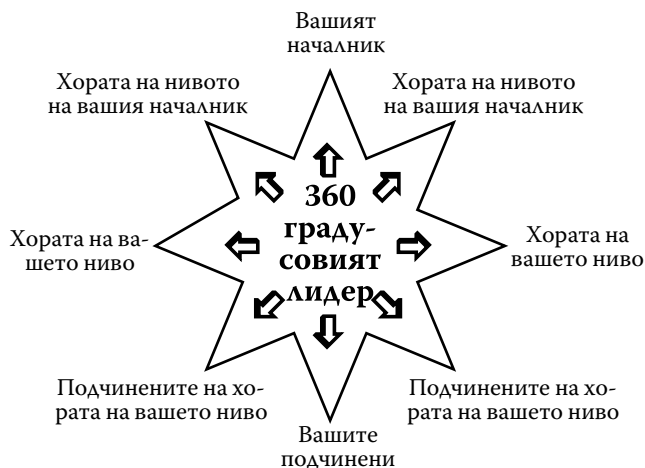 Вашият
началник
Хората на нивото
на вашия началник
Хората на нивото
на вашия началник
360
граду-
совият
лидер
Хората на ва-
шето ниво
Хората на
вашето ниво
Подчинените на хо-
рата на вашето ниво
Подчинените на хо-
рата на вашето ниво
Вашите
подчинени